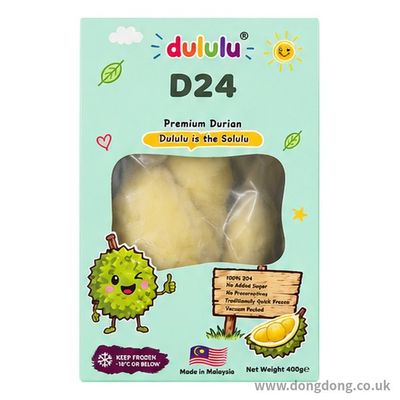 dululu®
D24
Premium Durian
Dululu is the Solulu
100% D24
No Added Sugar
No Preservatives
Traditionally Quick Frozen
Vacuum Packed
KEEP FROZEN
-18°C OR BELOW
Made in Malaysia
Net Weight 400g℮
www.dongdong.co.uk